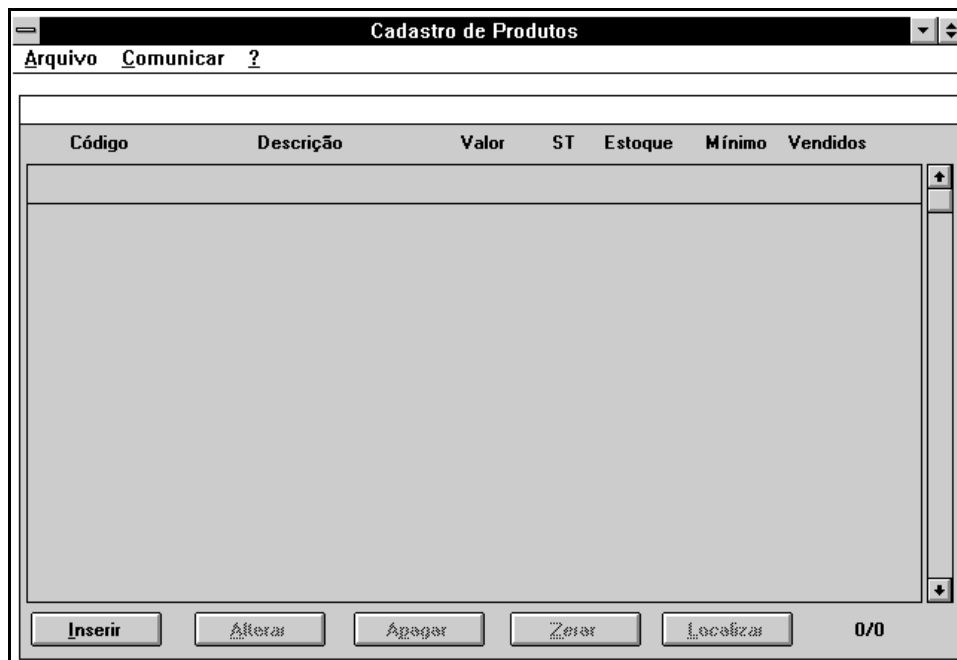 Cadastro de Produtos
Arquivo Comunicar ?
Código Descrição Valor ST Estoque Mínimo Vendidos
Inserir Alterar Apagar Zerar Localizar 0/0